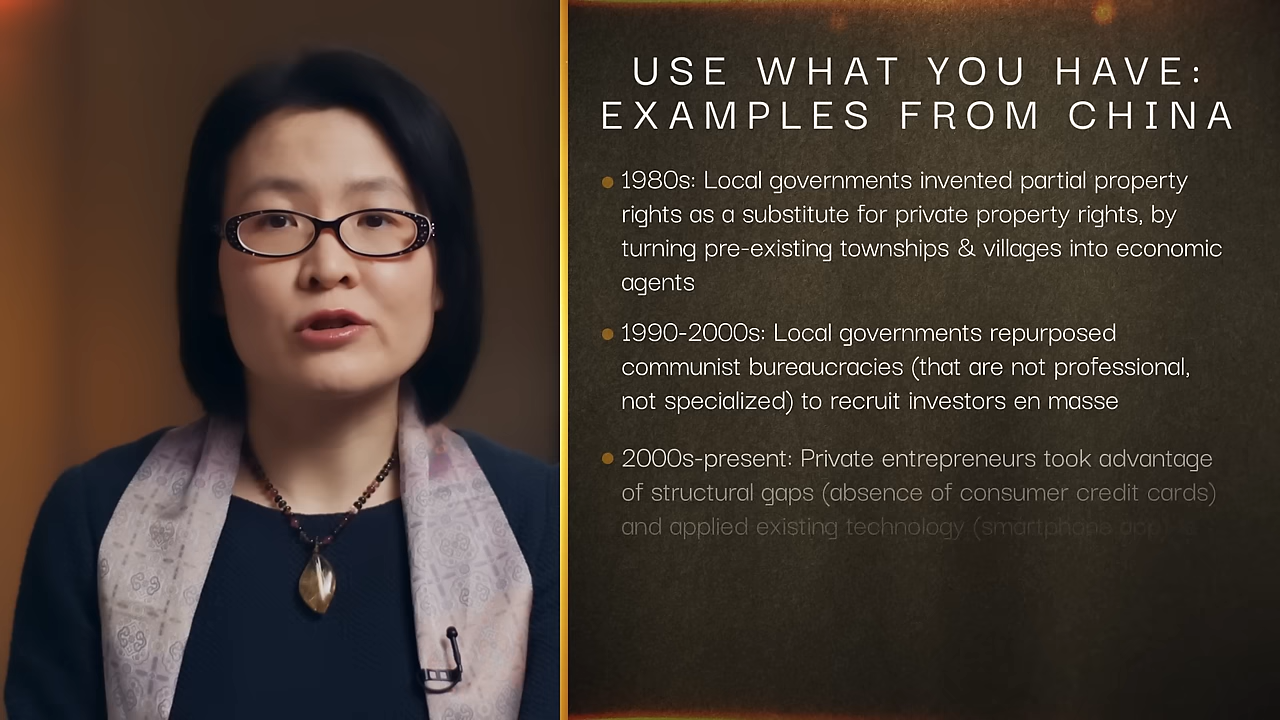 USE WHAT YOU HAVE:
EXAMPLES FROM CHINA
1980s: Local governments invented partial property
rights as a substitute for private property rights, by
turning pre-existing townships & villages into economic
agents
1990-2000s: Local governments repurposed
communist bureaucracies (that are not professional,
not specialized) to recruit investors en masse
2000s-present: Private entrepreneurs took advantage
of structural gaps (absence of consumer credit cards)
and applied existing technology (smartphone app)